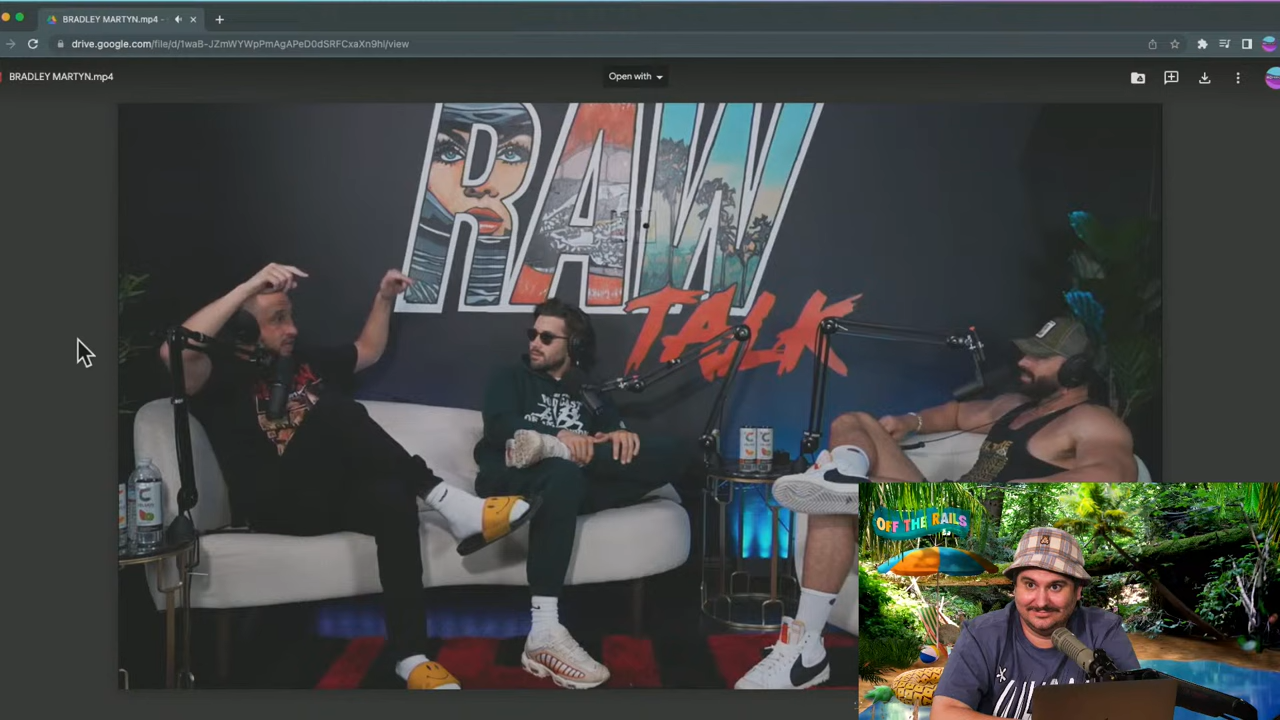 BRADLEY MARTYN.mp4 -
drive.google.com/file/d/1waB-JZmWYWpPmAgAPeD0dSRFCxaXn9hI/view
BRADLEY MARTYN.mp4
Open with
RAW
TALK
OFF THE RAILS